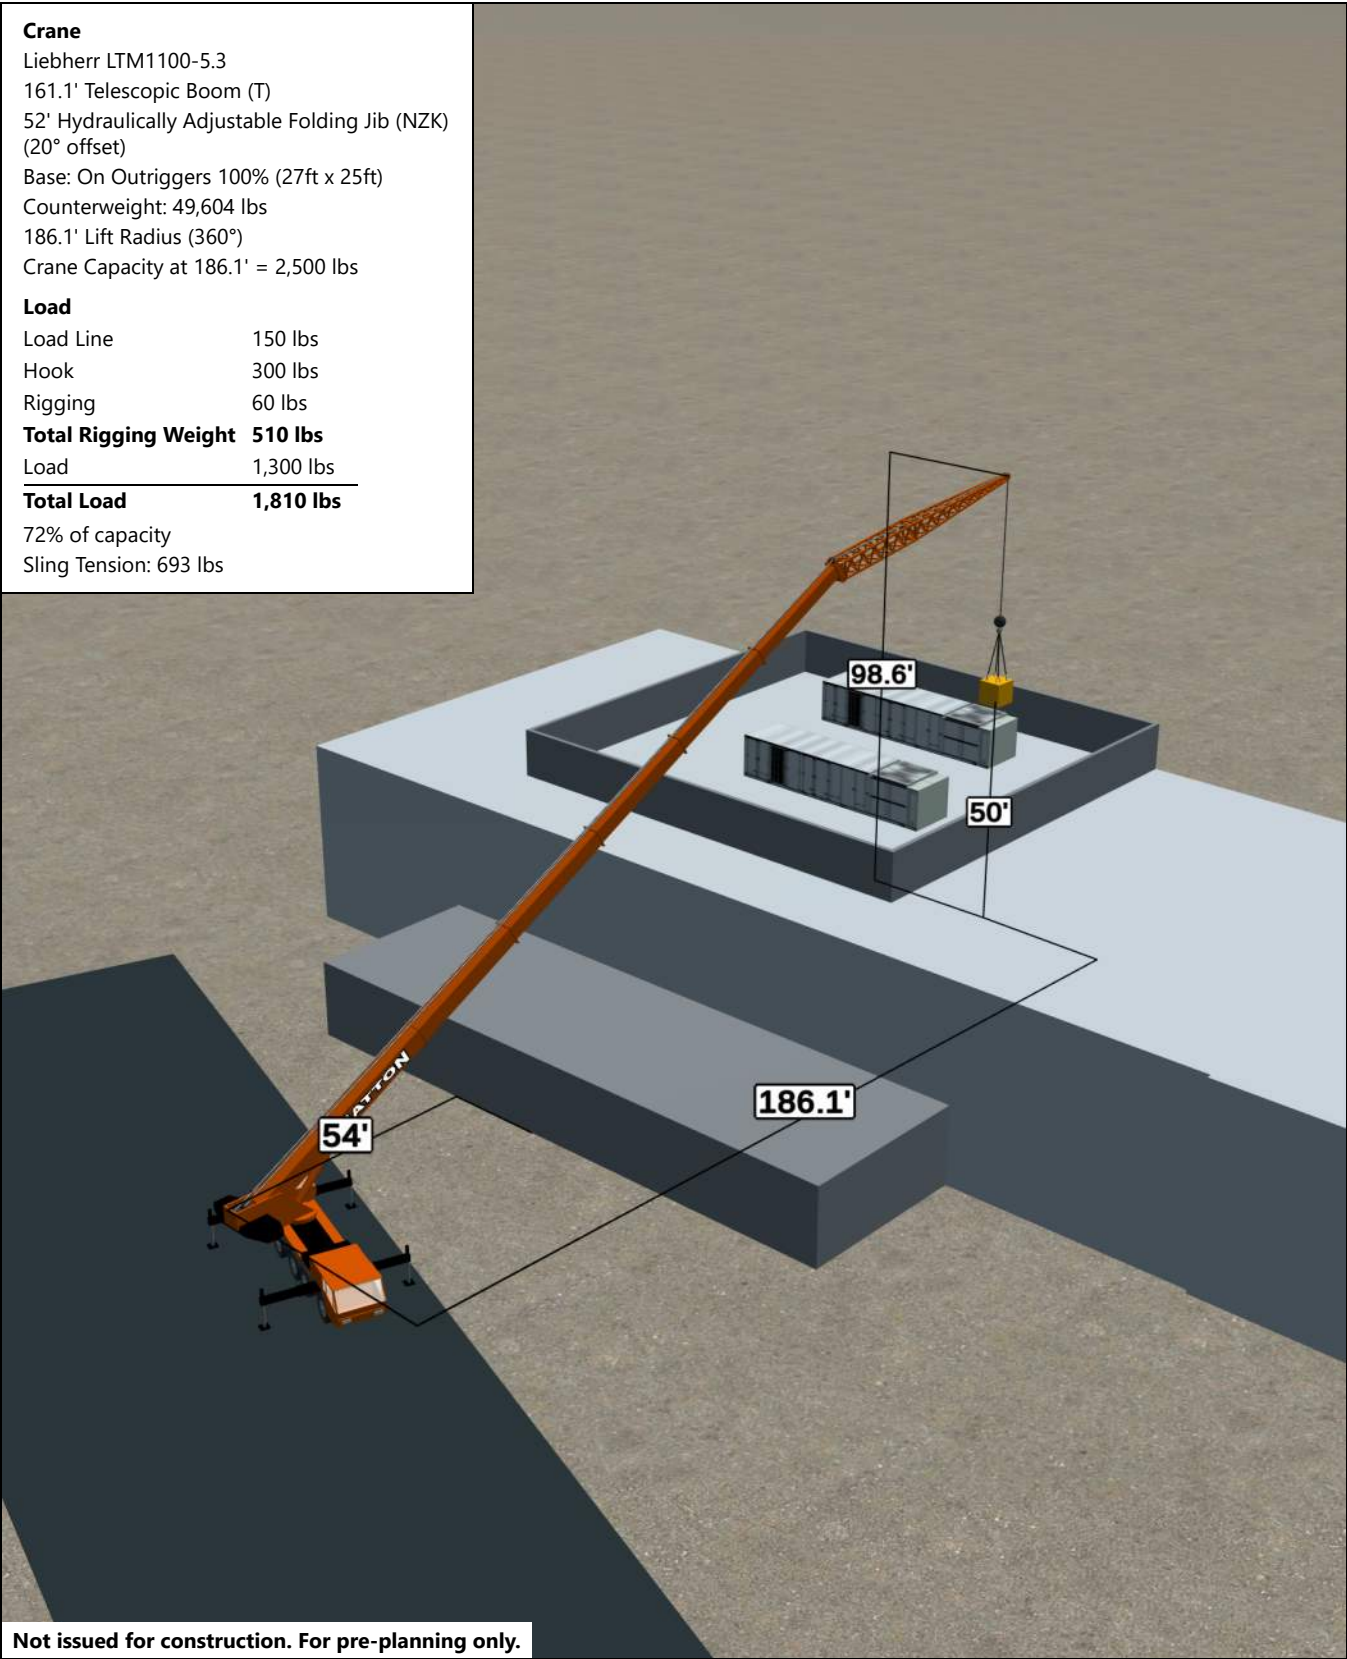 Crane
Liebherr LTM1100-5.3
161.1' Telescopic Boom (T)
52' Hydraulically Adjustable Folding Jib (NZK)
(20° offset)
Base: On Outriggers 100% (27ft x 25ft)
Counterweight: 49,604 lbs
186.1' Lift Radius (360°)
Crane Capacity at 186.1' = 2,500 lbs
Load
Load Line 150 lbs
Hook 300 lbs
Rigging 60 lbs
Total Rigging Weight 510 lbs
Load 1,300 lbs
Total Load 1,810 lbs
72% of capacity
Sling Tension: 693 lbs
98.6'
50'
ATTON
186.1'
54'
Not issued for construction. For pre-planning only.